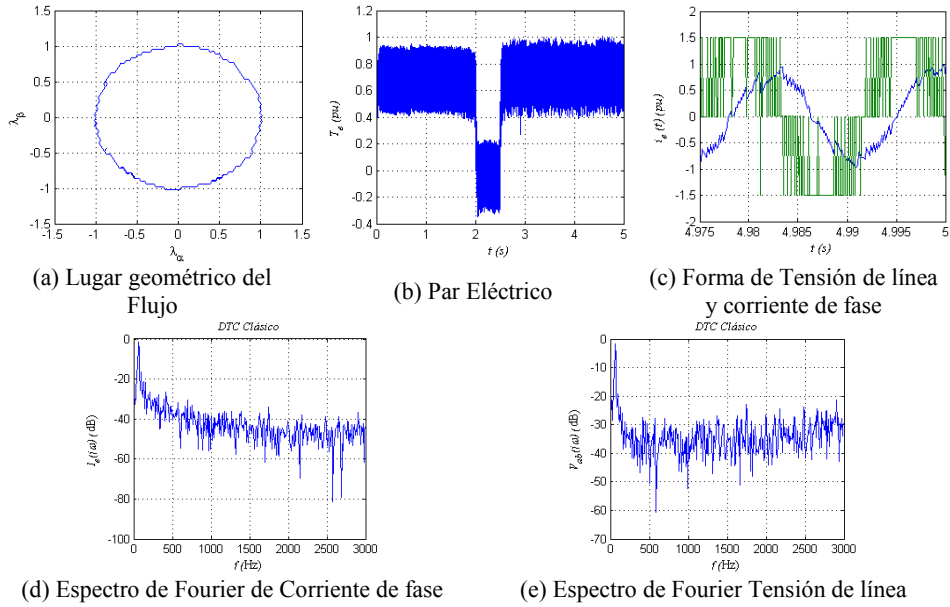 1.5
1
0.5
0
-0.5
-1
-1.5
-1.5 -1 -0.5 0 0.5 1 1.5
λβ
λα
(a) Lugar geométrico del
Flujo
1.2
1
0.8
0.6
0.4
0.2
0
0.2
0.4
0 1 2 3 4 5
T_e (pu)
t (s)
(b) Par Eléctrico
2
1.5
1
0.5
0
-0.5
-1
-1.5
-2
4.975 4.98 4.985 4.99 4.995 5
i_e(t) (pu)
t (s)
(c) Forma de Tensión de línea
y corriente de fase
DTC Clásico
0
-20
-40
-60
-80
-100
0 500 1000 1500 2000 2500 3000
I_e(ia) (dB)
f (Hz)
(d) Espectro de Fourier de Corriente de fase
DTC Clásico
0
-10
-20
-30
-40
-50
-60
-70
0 500 1000 1500 2000 2500 3000
V_ab(ia) (dB)
f (Hz)
(e) Espectro de Fourier Tensión de línea